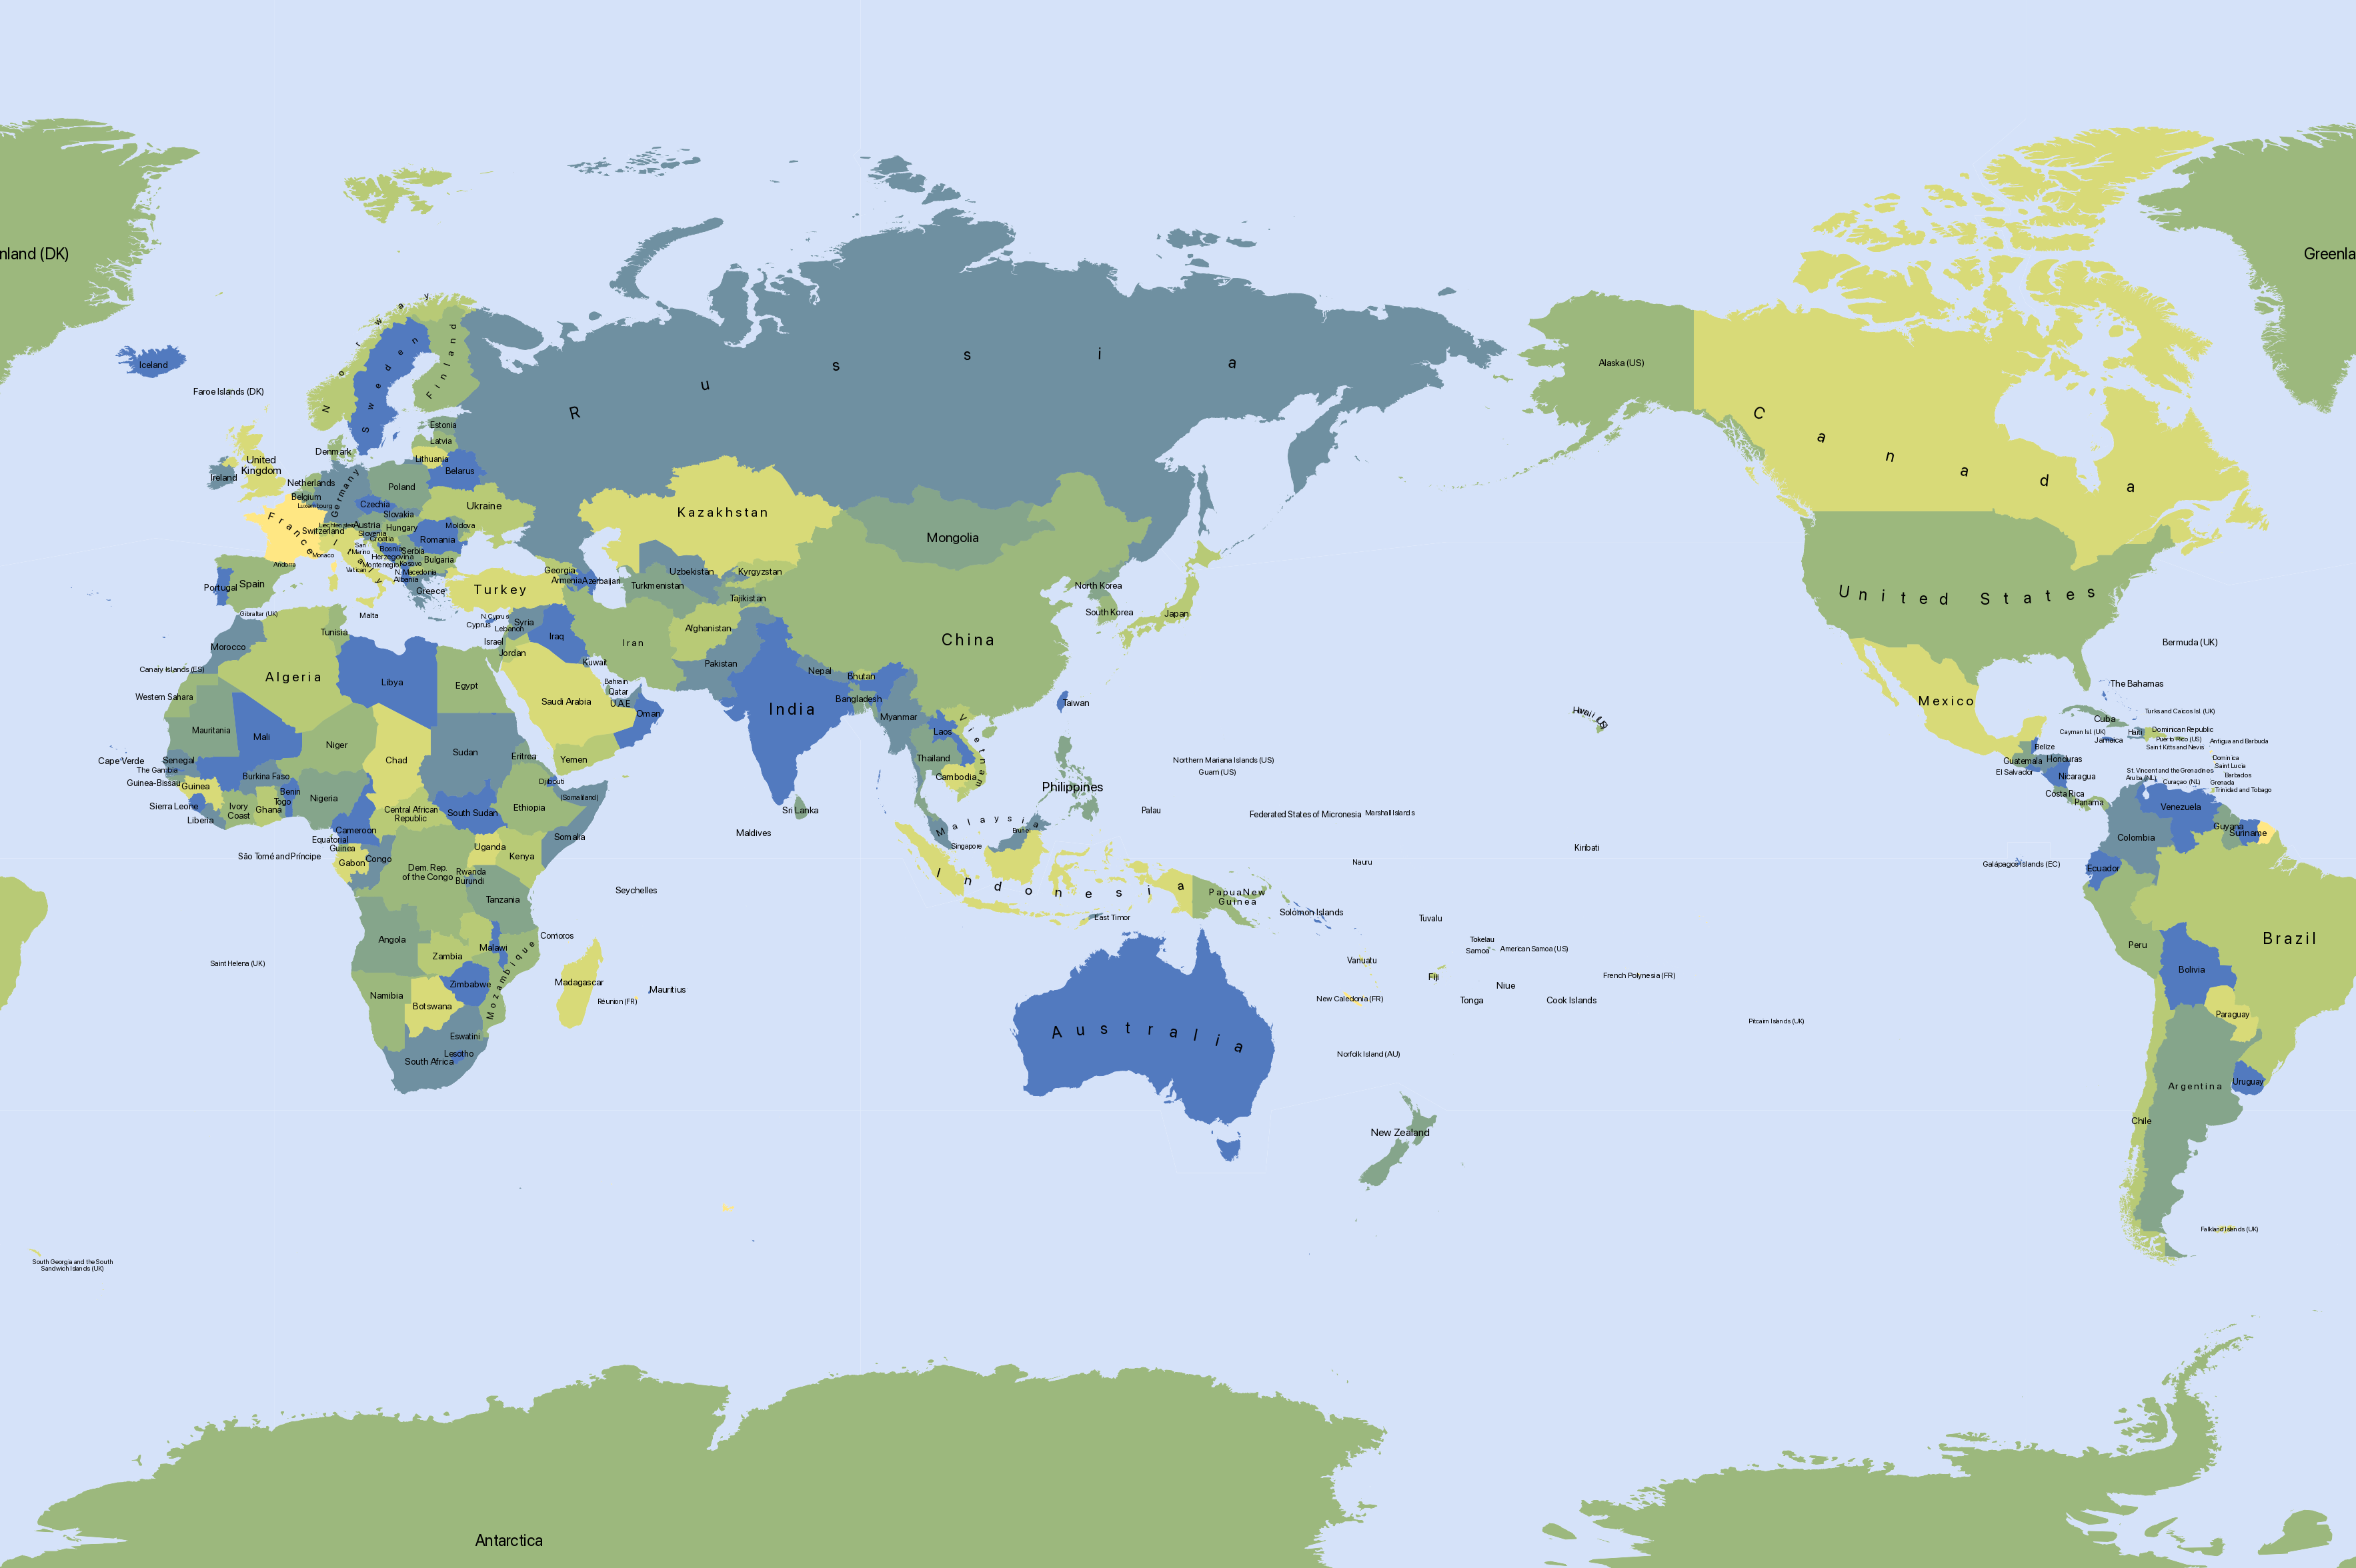 nland (DK)
Greenla
Iceland
Faroe Islands (DK)
Norway
Sweden
Finland
Russia
Alaska (US)
Canada
Estonia
Latvia
Lithuania
Denmark
Belarus
United
Kingdom
Ireland
Netherlands
Belgium
Luxembourg
Germany
Poland
Czechia
Slovakia
Ukraine
France
Liechtenstein
Switzerland
Austria
Hungary
Moldova
Slovenia
Croatia
Romania
San
Marino
Monaco
Italy
Bosnia
Herzegovina
Serbia
Montenegro
Kosovo
Bulgaria
Vatican
N Macedonia
Albania
Andorra
Portugal
Spain
Greece
Turkey
Georgia
Armenia
Azerbaijan
Kazakhstan
Uzbekistan
Kyrgyzstan
Turkmenistan
Tajikistan
Mongolia
North Korea
South Korea
Japan
China
United States
Gibraltar (UK)
Malta
Tunisia
N Cyprus
Cyprus
Lebanon
Syria
Israel
Jordan
Iraq
Iran
Kuwait
Afghanistan
Pakistan
Morocco
Canary Islands (ES)
Algeria
Libya
Egypt
Western Sahara
Bahrain
Qatar
U.A.E
Saudi Arabia
Oman
Yemen
Nepal
Bhutan
Bangladesh
India
Myanmar
Taiwan
Laos
Vietnam
Thailand
Cambodia
Sri Lanka
Maldives
Philippines
Bermuda (UK)
The Bahamas
Mexico
Turks and Caicos Isl. (UK)
Cuba
Cayman Isl. (UK)
Jamaica
Haiti
Dominican Republic
Puerto Rico (US)
Saint Kitts and Nevis
Antigua and Barbuda
Dominica
Saint Lucia
St. Vincent and the Grenadines
Barbados
Aruba (NL)
Curaçao (NL)
Grenada
Trinidad and Tobago
Belize
Guatemala
Honduras
El Salvador
Nicaragua
Costa Rica
Panama
Mauritania
Mali
Niger
Chad
Sudan
Eritrea
Djibouti
(Somaliland)
Cape Verde
Senegal
The Gambia
Guinea-Bissau
Guinea
Sierra Leone
Liberia
Burkina Faso
Benin
Togo
Ivory
Coast
Ghana
Nigeria
Cameroon
Central African
Republic
South Sudan
Ethiopia
Somalia
Equatorial
Guinea
São Tomé and Príncipe
Gabon
Congo
Dem. Rep.
of the Congo
Uganda
Kenya
Rwanda
Burundi
Tanzania
Seychelles
Comoros
Angola
Zambia
Malawi
Mozambique
Zimbabwe
Saint Helena (UK)
Namibia
Botswana
Madagascar
Réunion (FR)
Mauritius
Eswatini
Lesotho
South Africa
Malaysia
Brunei
Singapore
Indonesia
East Timor
Papua New
Guinea
Palau
Northern Mariana Islands (US)
Guam (US)
Federated States of Micronesia
Marshall Islands
Nauru
Kiribati
Solomon Islands
Tuvalu
Tokelau
Samoa
American Samoa (US)
Vanuatu
Fiji
Niue
French Polynesia (FR)
New Caledonia (FR)
Tonga
Cook Islands
Pitcairn Islands (UK)
Norfolk Island (AU)
Australia
New Zealand
Venezuela
Colombia
Guyana
Suriname
Galápagos Islands (EC)
Ecuador
Peru
Brazil
Bolivia
Paraguay
Argentina
Uruguay
Chile
Falkland Islands (UK)
South Georgia and the South
Sandwich Islands (UK)
Antarctica